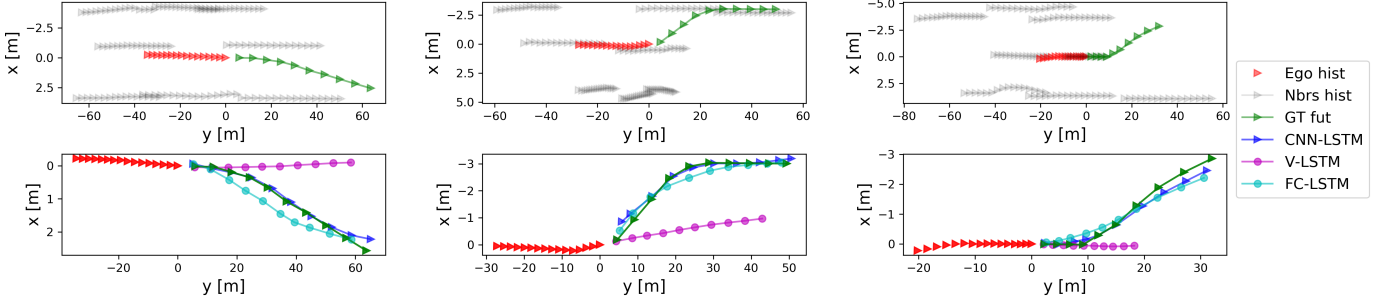 −2.5
0.0
2.5
x [m]
−60 −40 −20 0 20 40 60
y [m]
−2.5
0.0
2.5
5.0
x [m]
−60 −40 −20 0 20 40 60
y [m]
−5.0
−2.5
0.0
2.5
x [m]
−80 −60 −40 −20 0 20 40 60
y [m]
Ego hist
Nbrs hist
GT fut
CNN-LSTM
V-LSTM
FC-LSTM
0
1
2
x [m]
−20 0 20 40 60
y [m]
−3
−2
−1
0
x [m]
−30 −20 −10 0 10 20 30 40 50
y [m]
−3
−2
−1
0
x [m]
−20 −10 0 10 20 30
y [m]